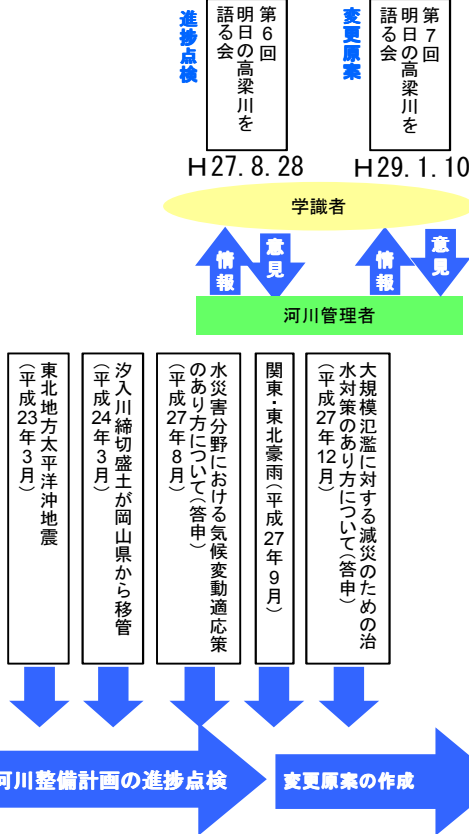 進捗点検
第６回
明日の高梁川を
語る会
変更原案
第７回
明日の高梁川を
語る会
Ｈ27.8.28
Ｈ29.1.10
学識者
情報
意見
情報
意見
河川管理者
東北地方太平洋沖地震
（平成23年３月）
汐入川締切盛土が岡山県から移管
（平成24年３月）
水災害分野における気候変動適応策
のあり方について（答申）
（平成27年８月）
関東・東北豪雨（平成27年９月）
大規模氾濫に対する減災のための治
水対策のあり方について（答申）
（平成27年12月）
河川整備計画の進捗点検
変更原案の作成